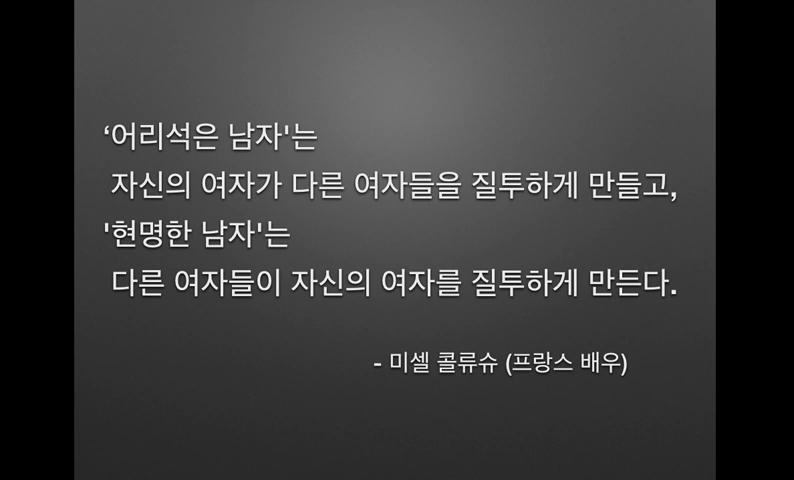 ‘어리석은 남자'는
자신의 여자가 다른 여자들을 질투하게 만들고,
'현명한 남자'는
다른 여자들이 자신의 여자를 질투하게 만든다.
- 미셀 콜류슈 (프랑스 배우)